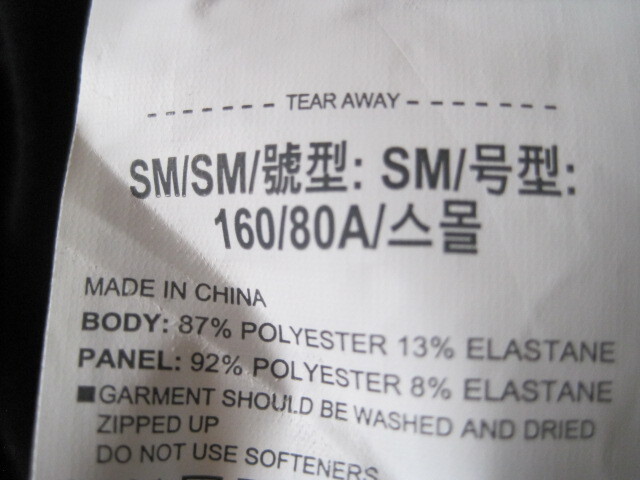 ------- TEAR AWAY -------
SM/SM/號型: SM/号型:
160/80A/스몰
MADE IN CHINA
BODY: 87% POLYESTER 13% ELASTANE
PANEL: 92% POLYESTER 8% ELASTANE
■GARMENT SHOULD BE WASHED AND DRIED
ZIPPED UP
DO NOT USE SOFTENERS